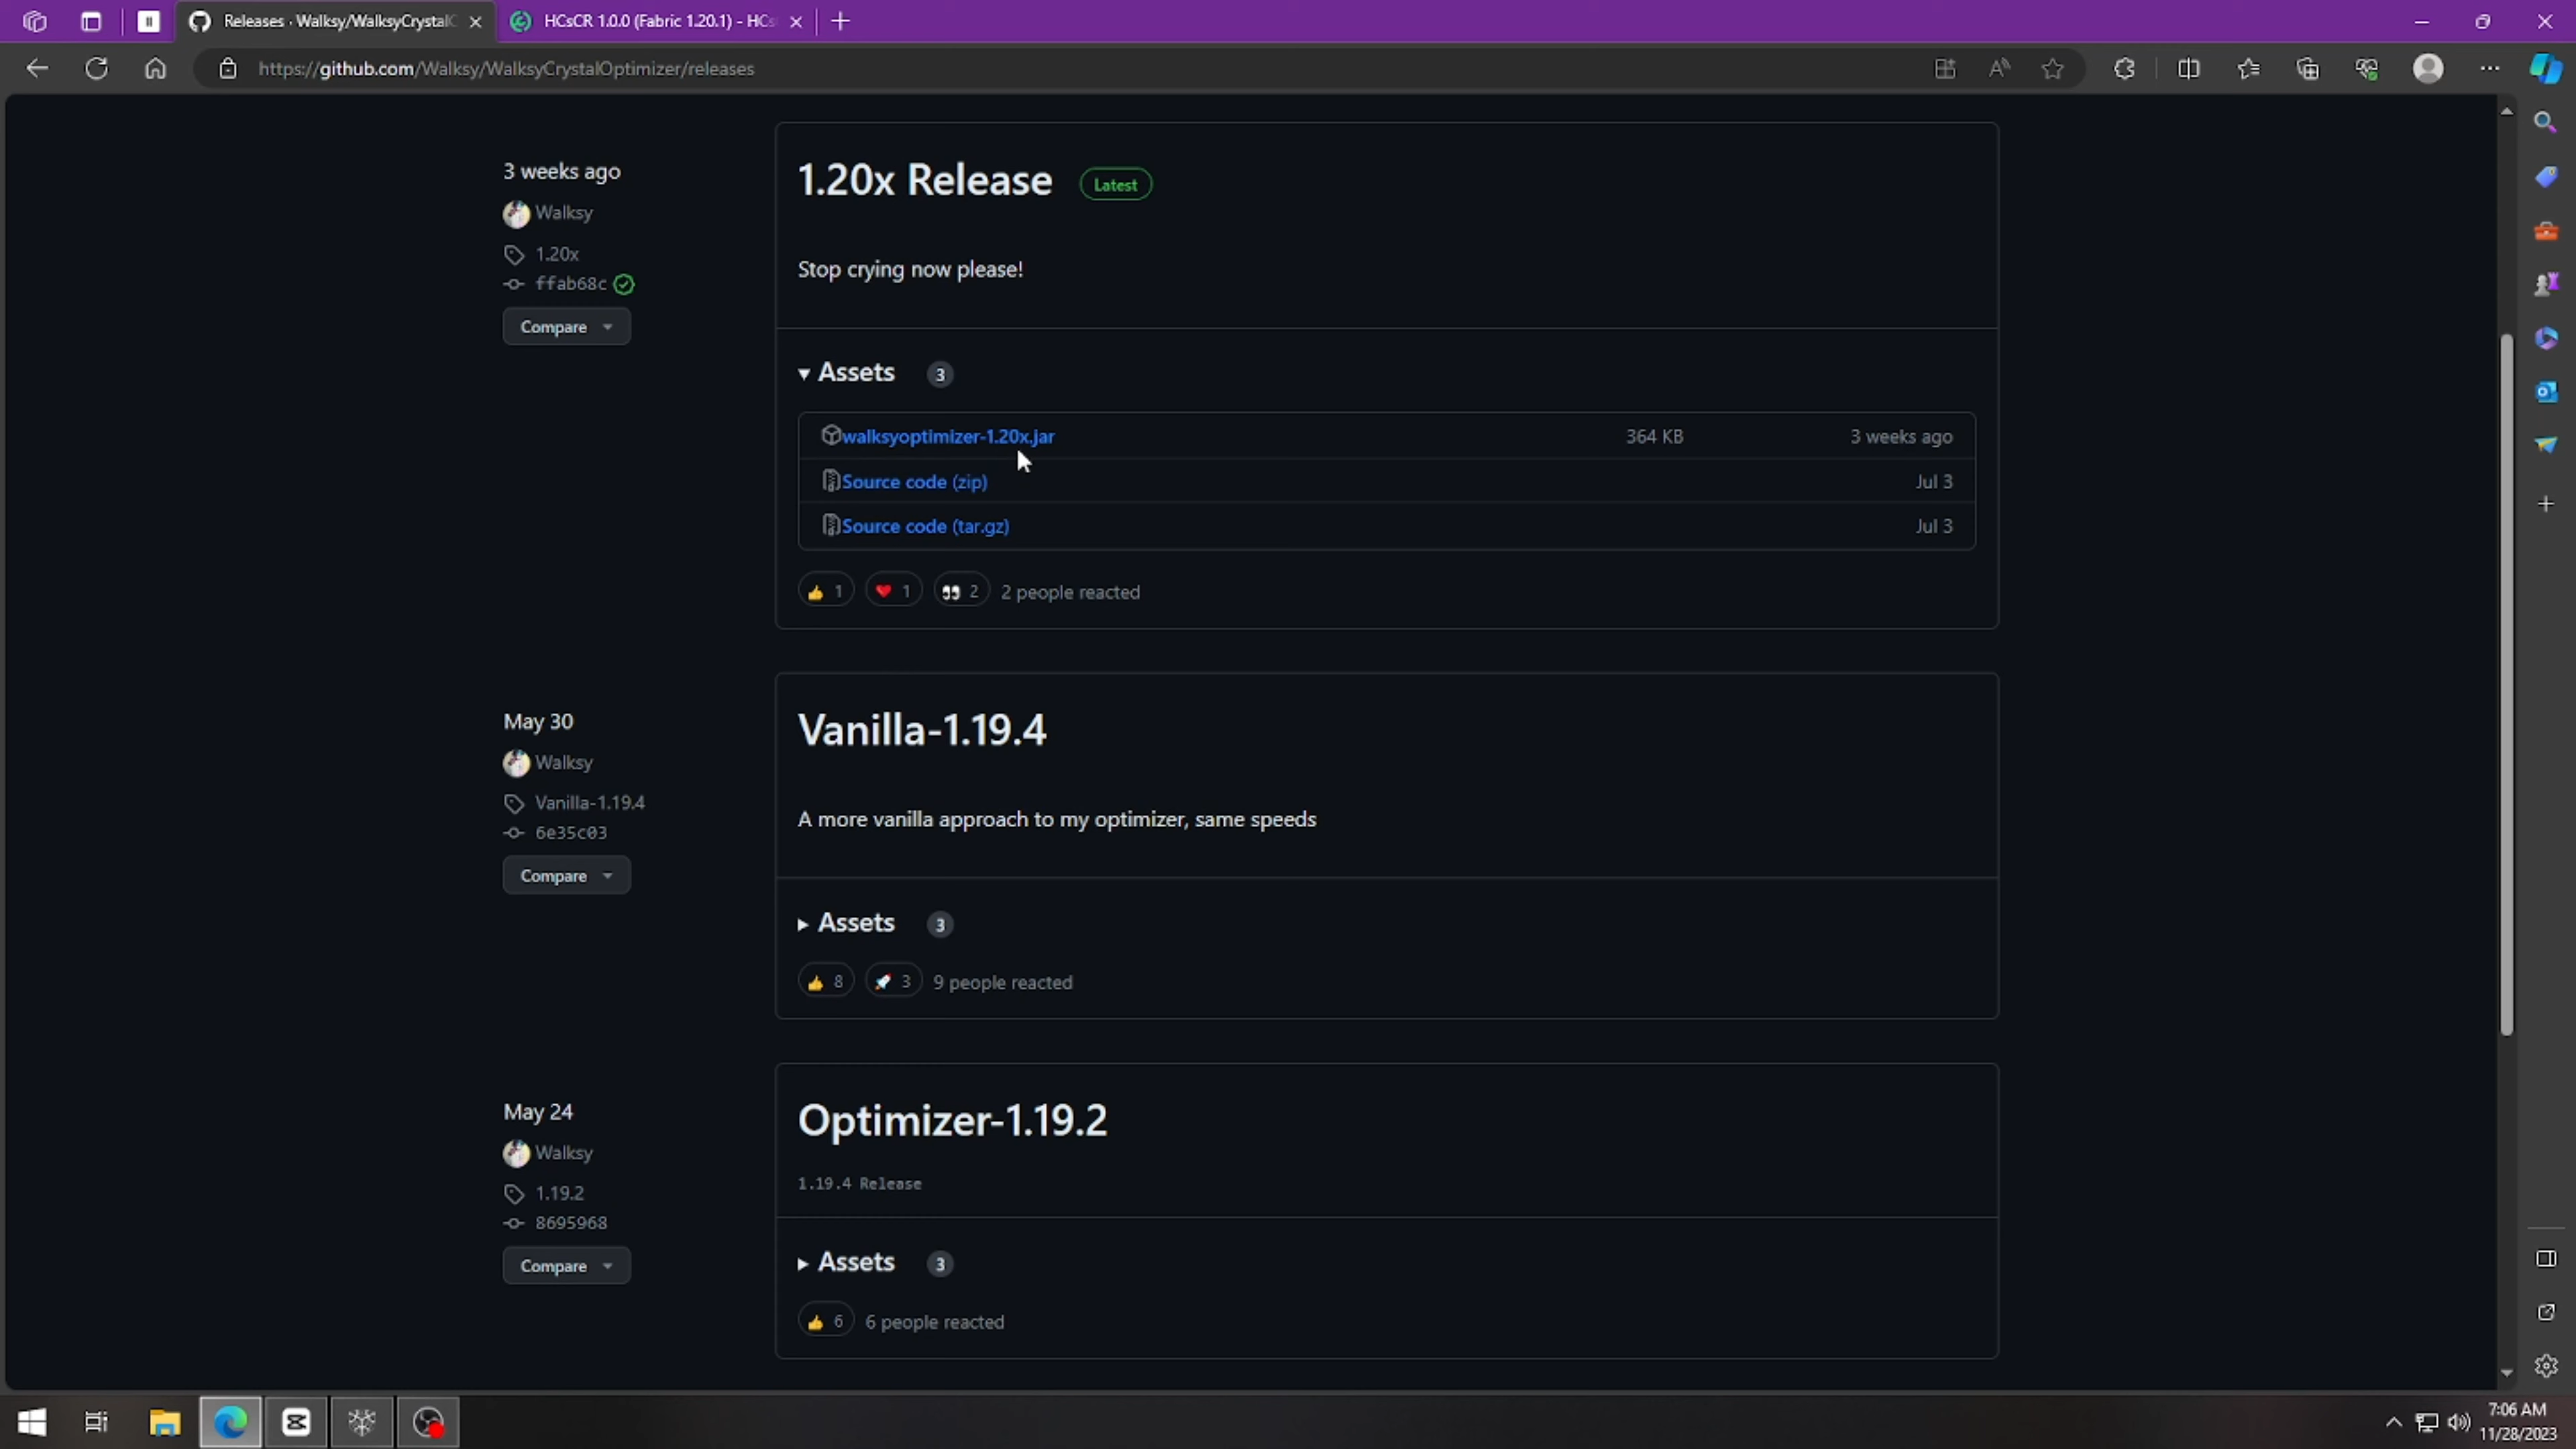 Releases · Walksy/WalksyCrystalC
HCsCR 1.0.0 (Fabric 1.20.1) - HCs
https://github.com/Walksy/WalksyCrystalOptimizer/releases
3 weeks ago
Walksy
1.20x
ffab68c
Compare
1.20x Release
Latest
Stop crying now please!
Assets 3
walksyoptimizer-1.20x.jar 364 KB 3 weeks ago
Source code (zip) Jul 3
Source code (tar.gz) Jul 3
1 1 2 2 people reacted
May 30
Walksy
Vanilla-1.19.4
6e35c03
Compare
Vanilla-1.19.4
A more vanilla approach to my optimizer, same speeds
Assets 3
8 3 9 people reacted
May 24
Walksy
1.19.2
8695968
Compare
Optimizer-1.19.2
1.19.4 Release
Assets 3
6 6 people reacted
7:06 AM
11/28/2023